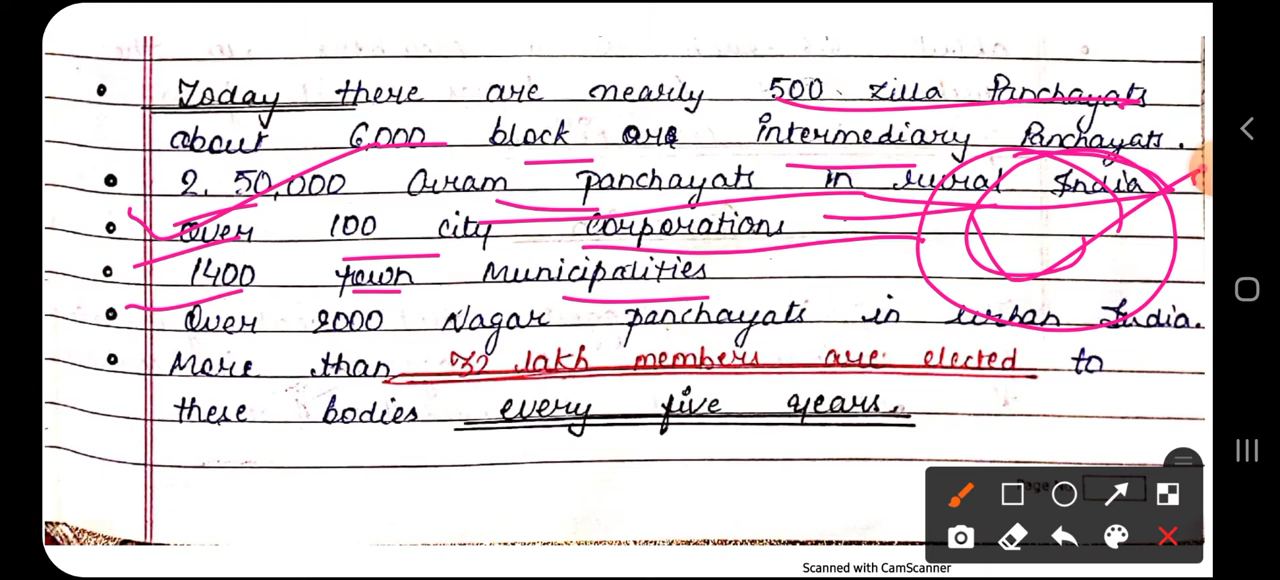 Today there are nearly 500 zilla Panchayats
about 6000 block are intermediary Panchayats.
2,50,000 Gram panchayats in rural India
Over 100 city corporations
1400 town Municipalities
Over 2000 Nagar panchayats in urban India.
More than 32 lakh members are elected to
these bodies every five years.
Scanned with CamScanner